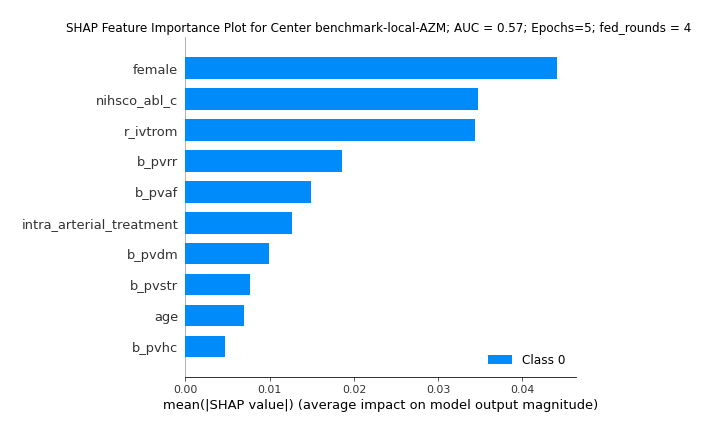 SHAP Feature Importance Plot for Center benchmark-local-AZM; AUC = 0.57; Epochs=5; fed_rounds = 4
female
nihsco_abl_c
r_ivtrom
b_pvrr
b_pvaf
intra_arterial_treatment
b_pvdm
b_pvstr
age
b_pvhc
Class 0
0.00 0.01 0.02 0.03 0.04
mean(|SHAP value|) (average impact on model output magnitude)